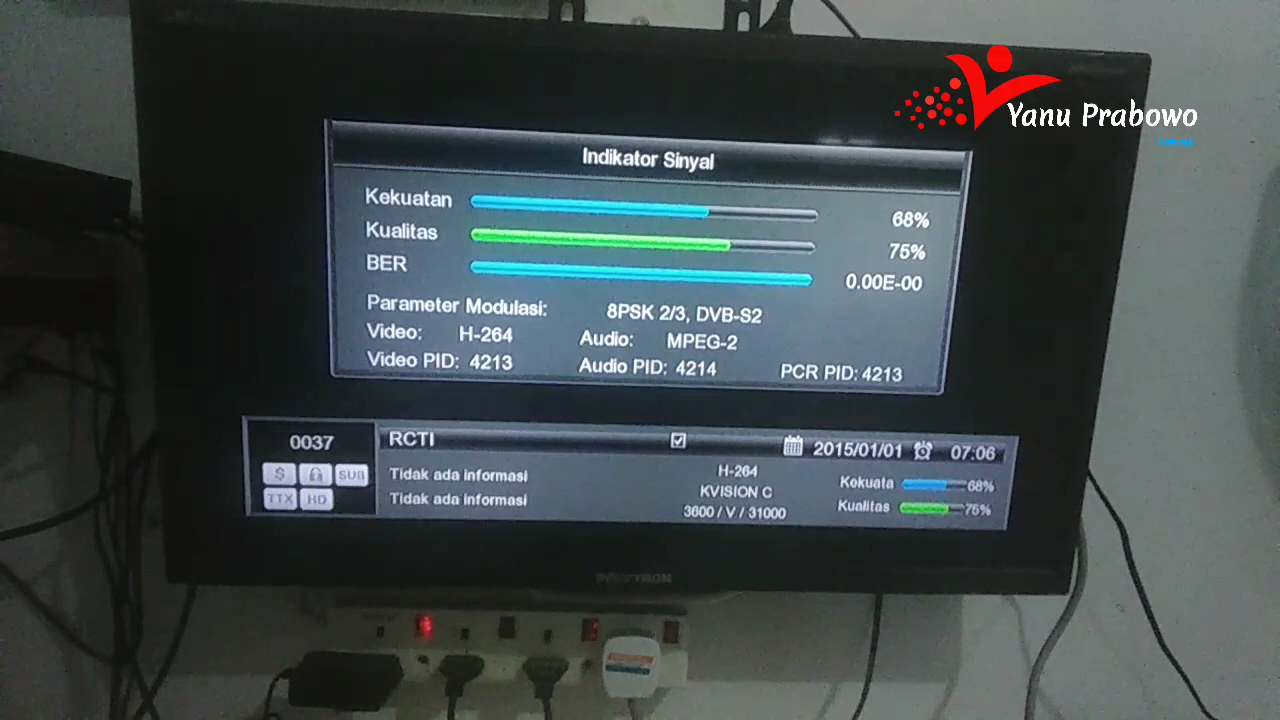 Yanu Prabowo
Indikator Sinyal
Kekuatan 68%
Kualitas 75%
BER 0.00E-00
Parameter Modulasi: 8PSK 2/3, DVB-S2
Video: H-264 Audio: MPEG-2
Video PID: 4213 Audio PID: 4214 PCR PID: 4213
0037 RCTI 2015/01/01 07:06
$ SUB Tidak ada informasi H-264 Kekuata 68%
TTX HD Tidak ada informasi KVISION C Kualitas 75%
3600 / V / 31000
POLYTRON